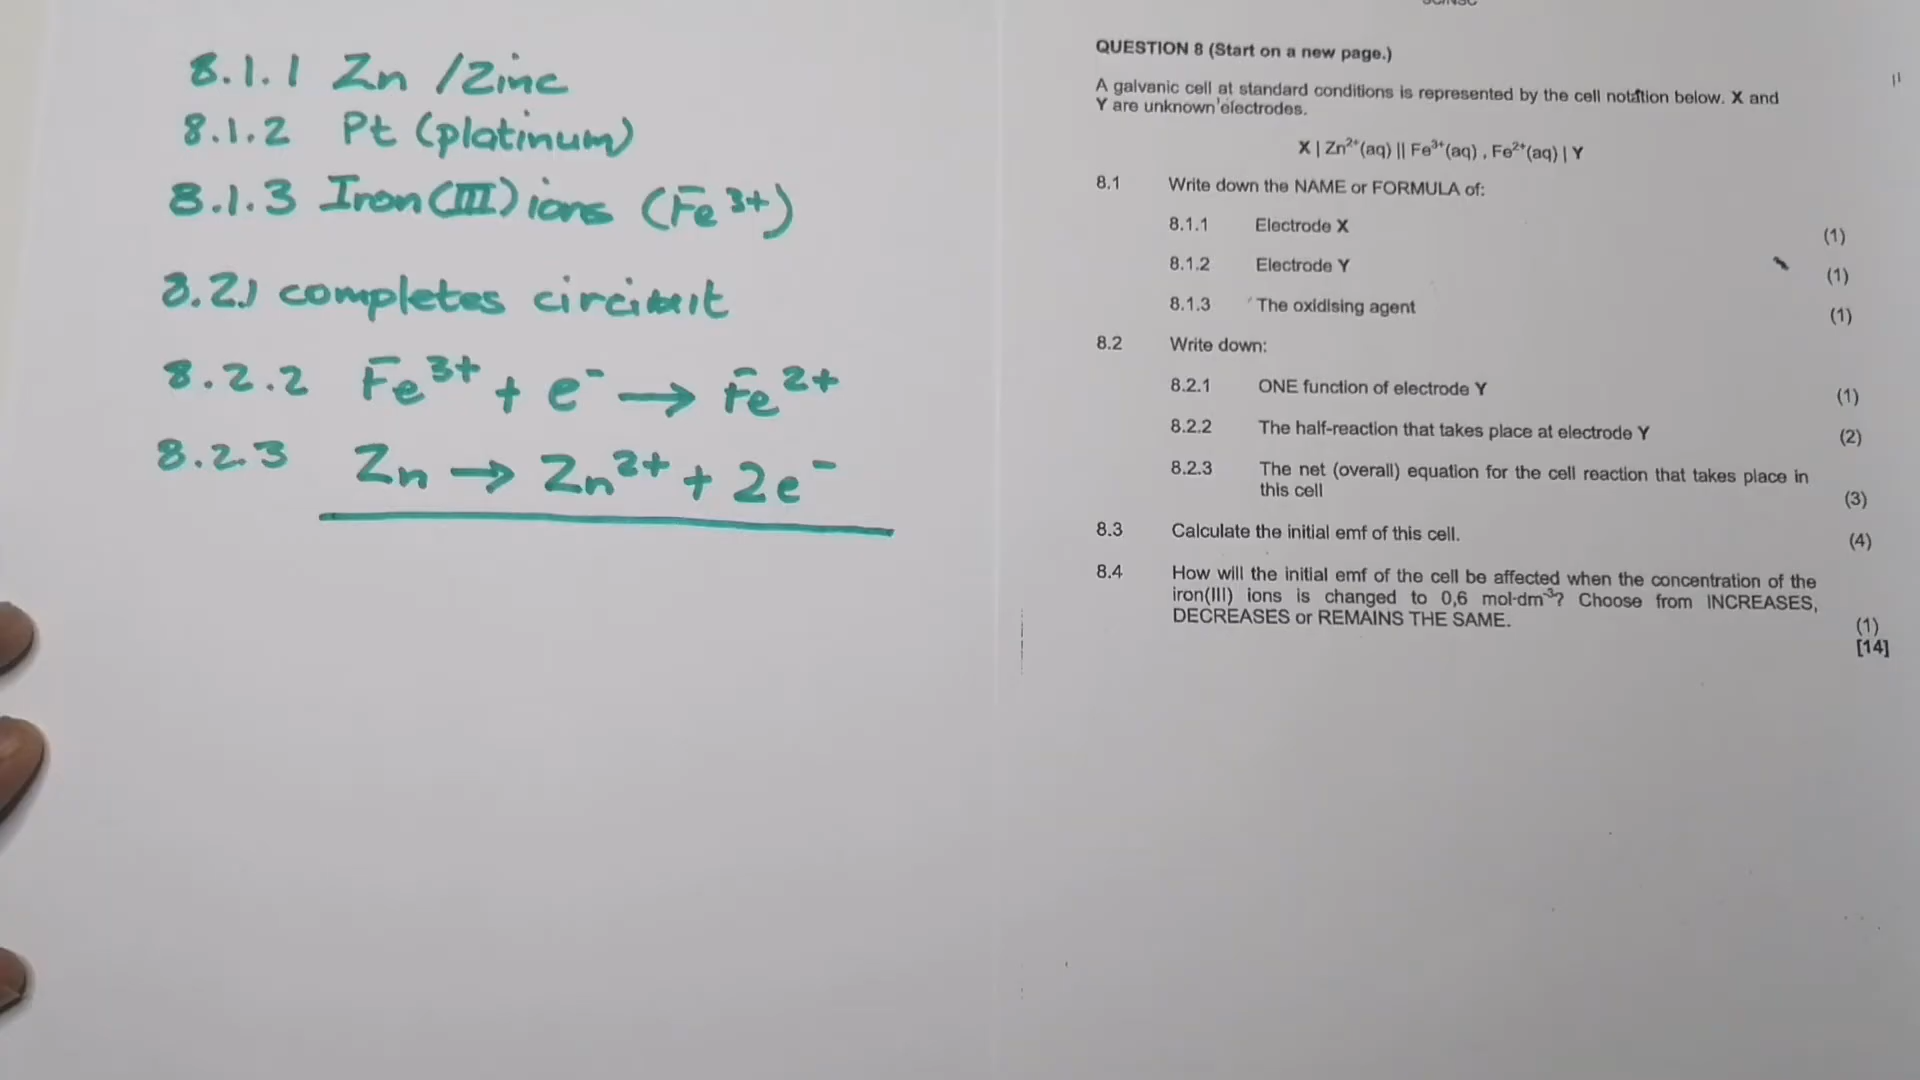 8.1.1 Zn /Zinc
8.1.2 Pt (platinum)
8.1.3 Iron(III) ions (Fe³⁺)
8.2.1 completes
8.2.2 Fe³⁺ + e⁻ → Fe²⁺
8.2.3 Zn → Zn²⁺ + 2e⁻
QUESTION 8 (Start on a new page.)
A galvanic cell at standard conditions is represented by the cell notation below. X and
Y are unknown electrodes.
X | Zn²⁺(aq) || Fe³⁺(aq) , Fe²⁺(aq) | Y
8.1 Write down the NAME or FORMULA of:
8.1.1 Electrode X (1)
8.1.2 Electrode Y (1)
8.1.3 The oxidising agent (1)
8.2 Write down:
8.2.1 ONE function of electrode Y (1)
8.2.2 The half-reaction that takes place at electrode Y (2)
8.2.3 The net (overall) equation for the cell reaction that takes place in
this cell (3)
8.3 Calculate the initial emf of this cell. (4)
8.4 How will the initial emf of the cell be affected when the concentration of the
iron(III) ions is changed to 0,6 mol·dm⁻³? Choose from INCREASES,
DECREASES or REMAINS THE SAME. (1)
[14]